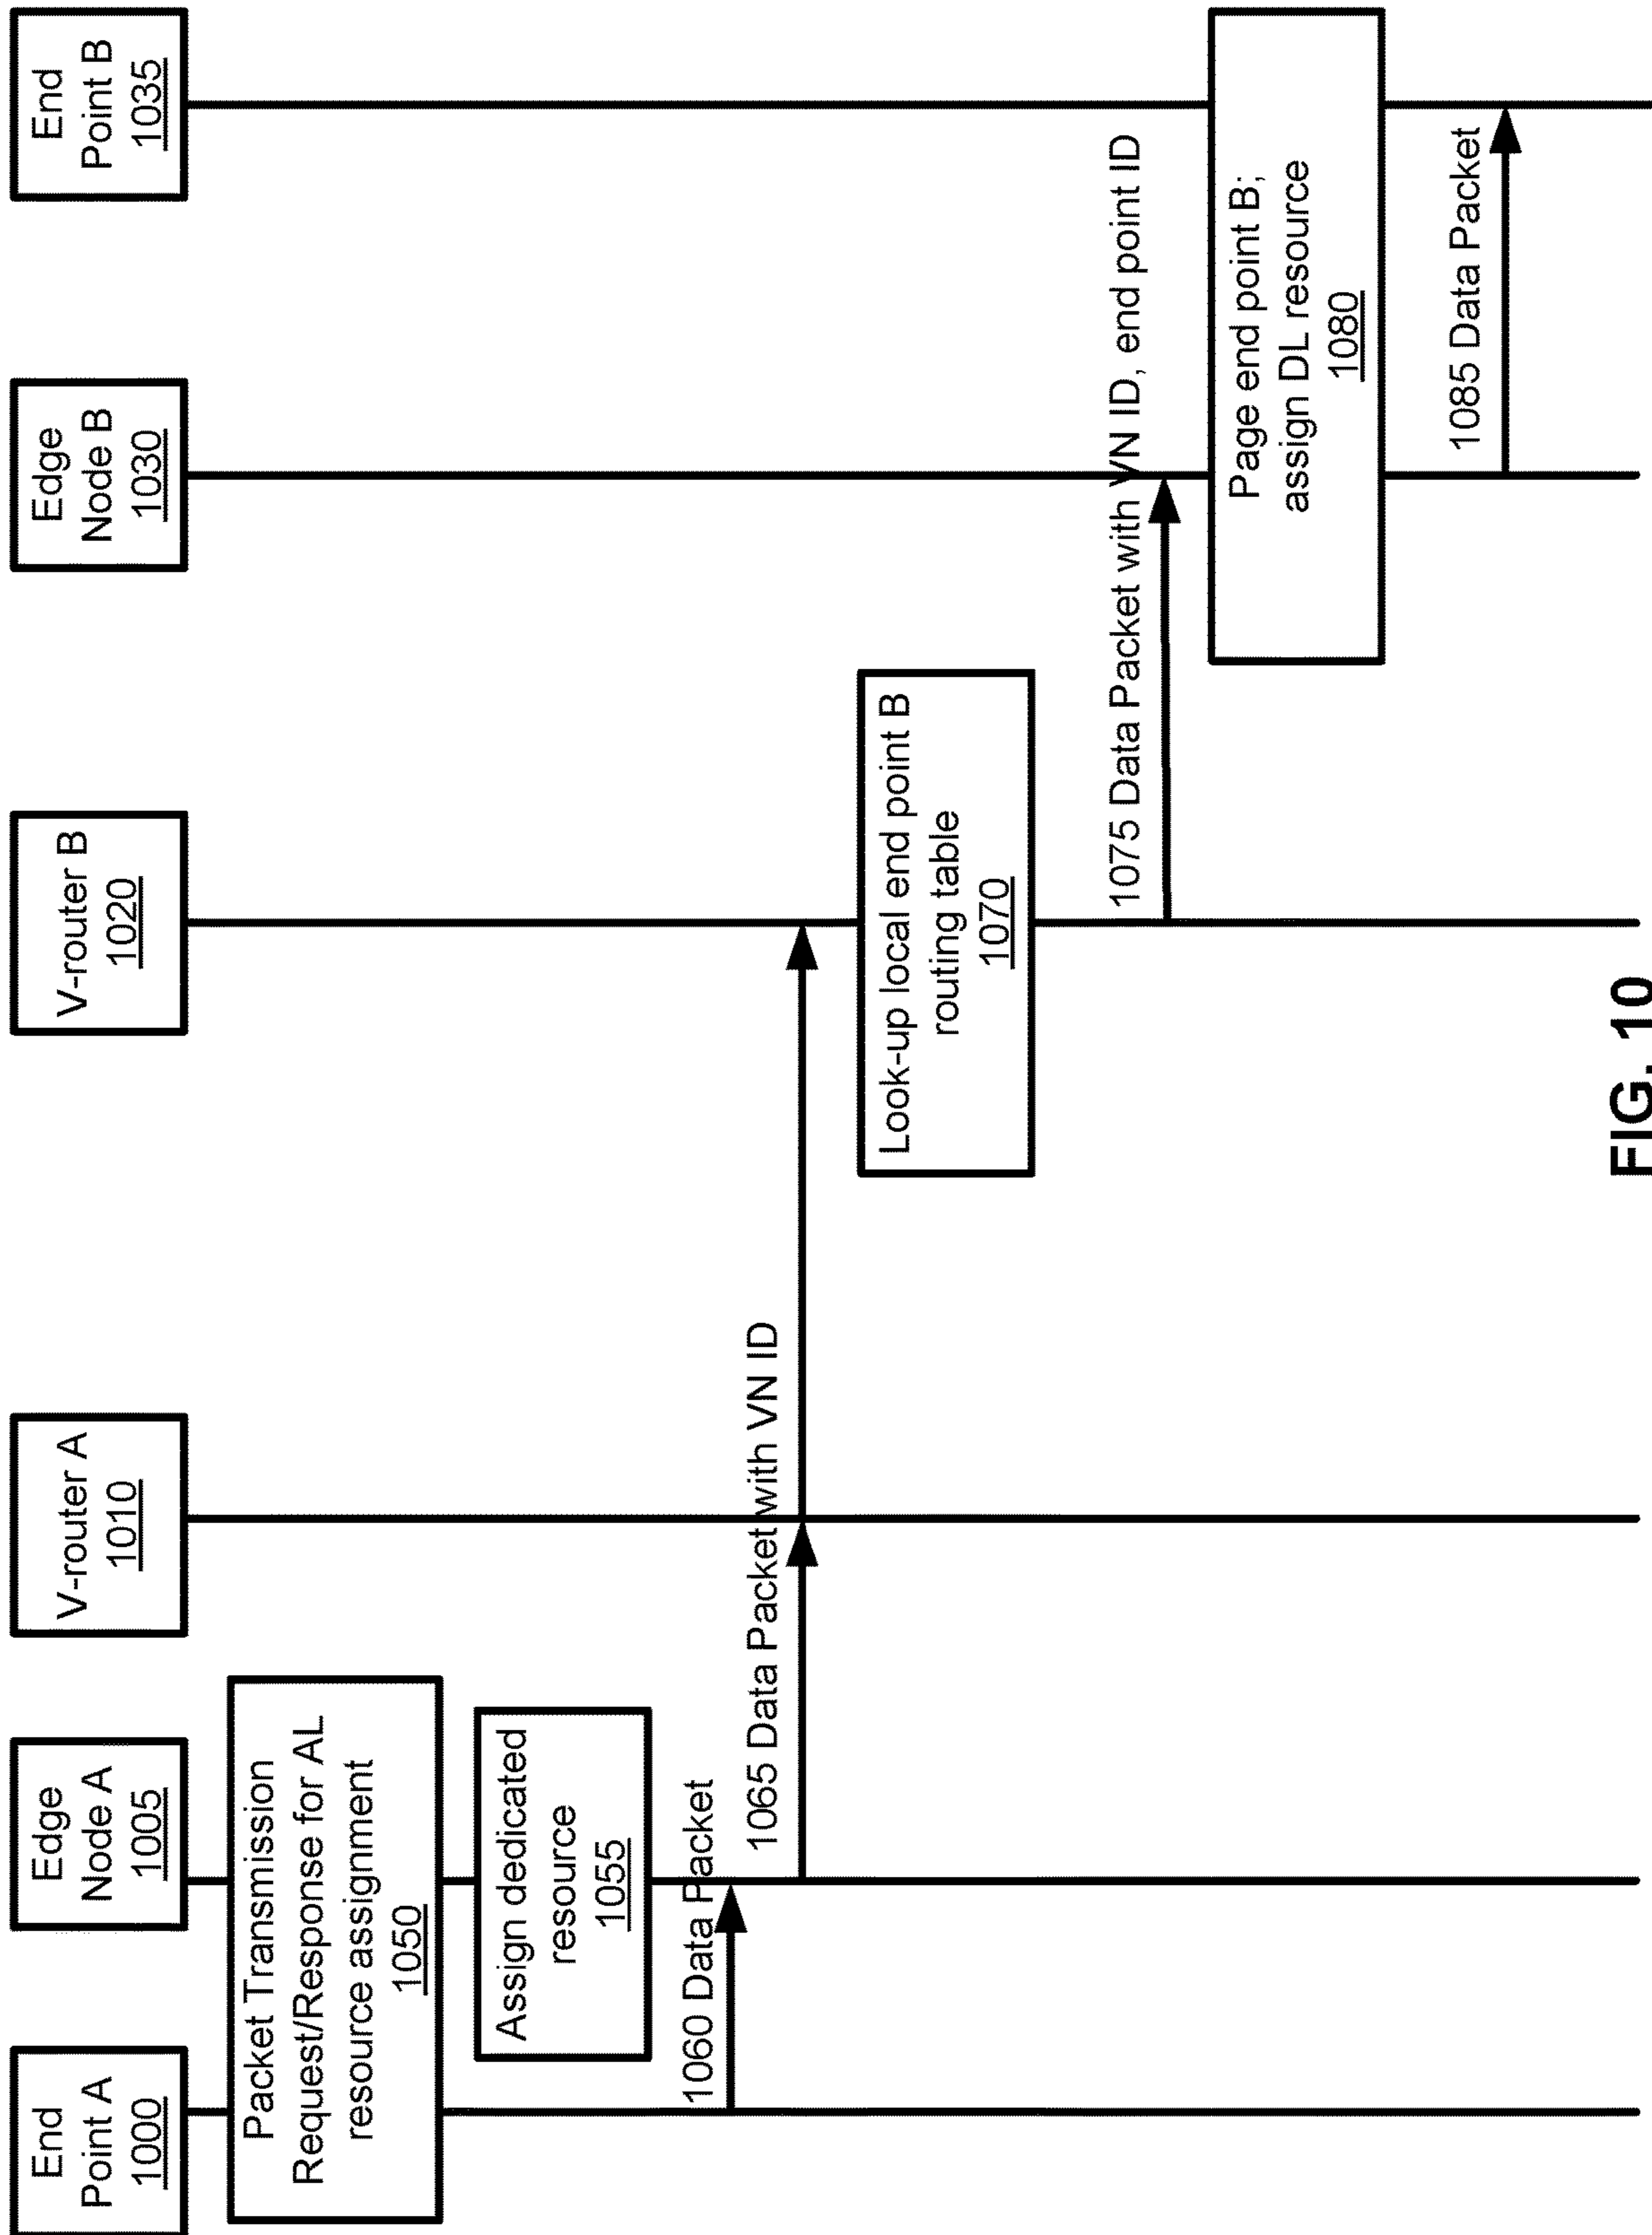 End
Point A
1000
Edge
Node A
1005
V-router A
1010
V-router B
1020
Edge
Node B
1030
End
Point B
1035
Packet Transmission
Request/Response for AL
resource assignment
1050
Assign dedicated
resource
1055
1060 Data Packet
1065 Data Packet with VN ID
Look-up local end point B
routing table
1070
1075 Data Packet with VN ID, end point ID
Page end point B;
assign DL resource
1080
1085 Data Packet
FIG. 10